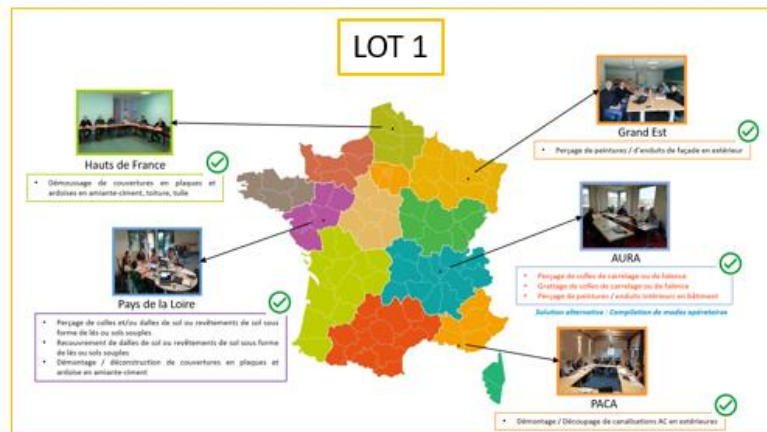 LOT 1
Hauts de France
• Démoussage de couvertures en plaques et
ardoises en amiante-ciment, toiture, tuile
Grand Est
• Perçage de peintures / d'enduits de façade en extérieur
Pays de la Loire
• Perçage de colles et/ou dalles de sol ou revêtements de sol sous
forme de lés ou sols souples
• Recouvrement de dalles de sol ou revêtements de sol sous forme
de lés ou sols souples
• Démontage / déconstruction de couvertures en plaques et
ardoise en amiante-ciment
AURA
• Perçage de colles de carrelage ou de faïence
• Grattage de colles de carrelage ou de faïence
• Perçage de peintures / enduits intérieurs en bâtiment
Solution alternative : Compilation de modes opératoires
PACA
• Démontage / Découpage de canalisations AC en extérieures